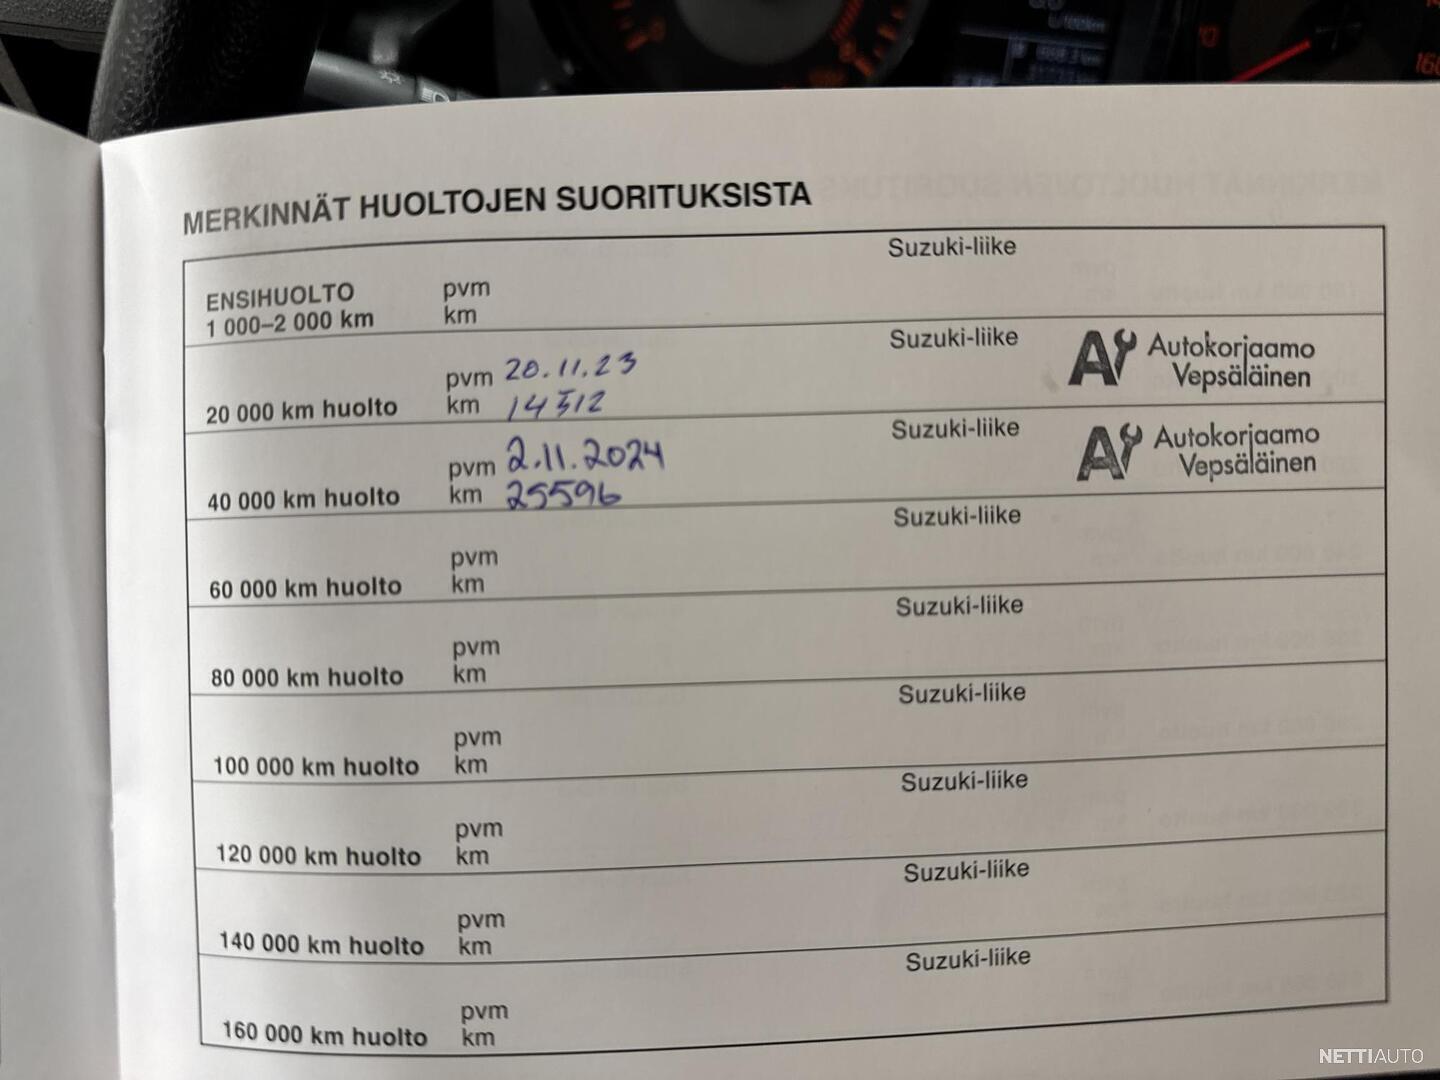 MERKINNÄT HUOLTOJEN SUORITUKSISTA
Suzuki-liike
ENSIHUOLTO
1 000–2 000 km
pvm
km
Suzuki-liike
Autokorjaamo
Vepsäläinen
20 000 km huolto
pvm 20.11.23
km 14512
Suzuki-liike
Autokorjaamo
Vepsäläinen
40 000 km huolto
pvm 2.11.2024
km 25596
Suzuki-liike
60 000 km huolto
pvm
km
Suzuki-liike
80 000 km huolto
pvm
km
Suzuki-liike
100 000 km huolto
pvm
km
Suzuki-liike
120 000 km huolto
pvm
km
Suzuki-liike
140 000 km huolto
pvm
km
Suzuki-liike
160 000 km huolto
pvm
km
NETTIAUTO